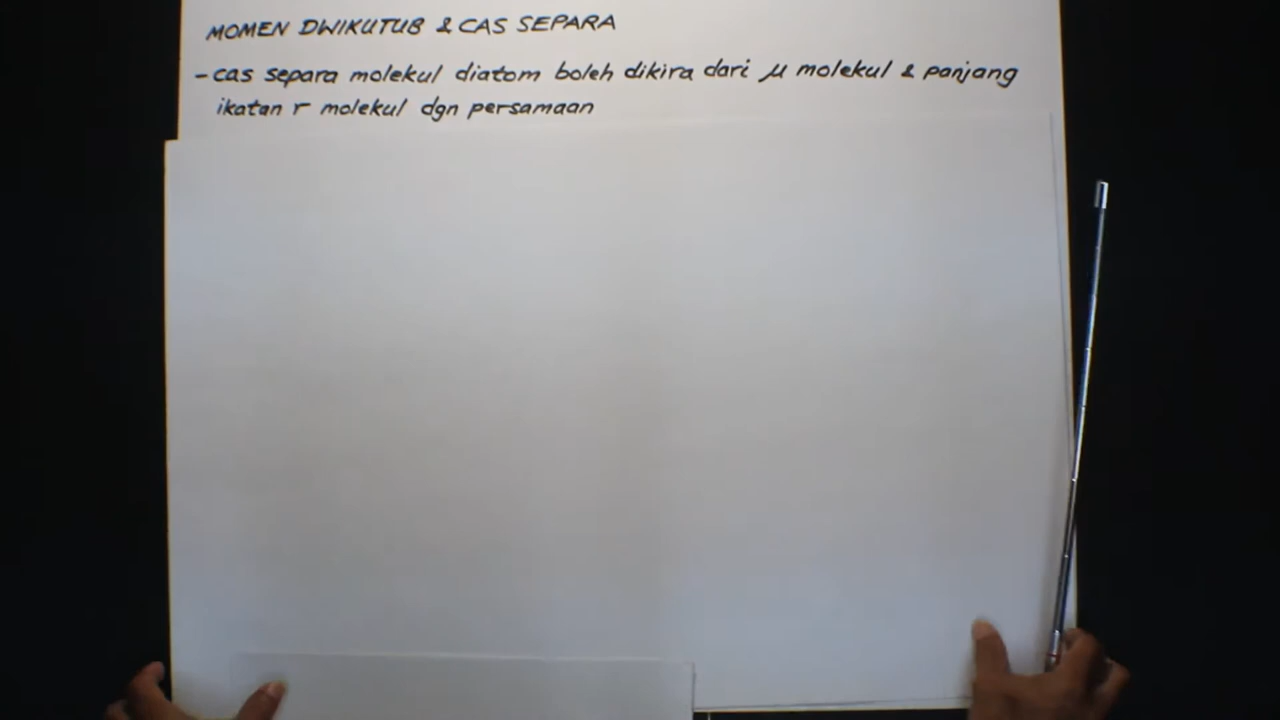 MOMEN DWIKUTUB & CAS SEPARA
- cas separa molekul diatom boleh dikira dari μ molekul & panjang
ikatan r molekul dgn persamaan